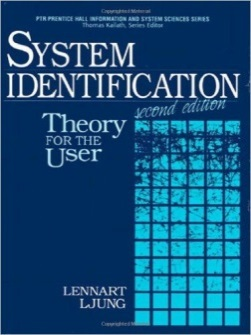 PTR PRENTICE HALL INFORMATION AND SYSTEM SCIENCES SERIES
Thomas Kailath, Series Editor
SYSTEM
IDENTIFICATION
second edition
Theory
FOR THE
User
LENNART
LJUNG